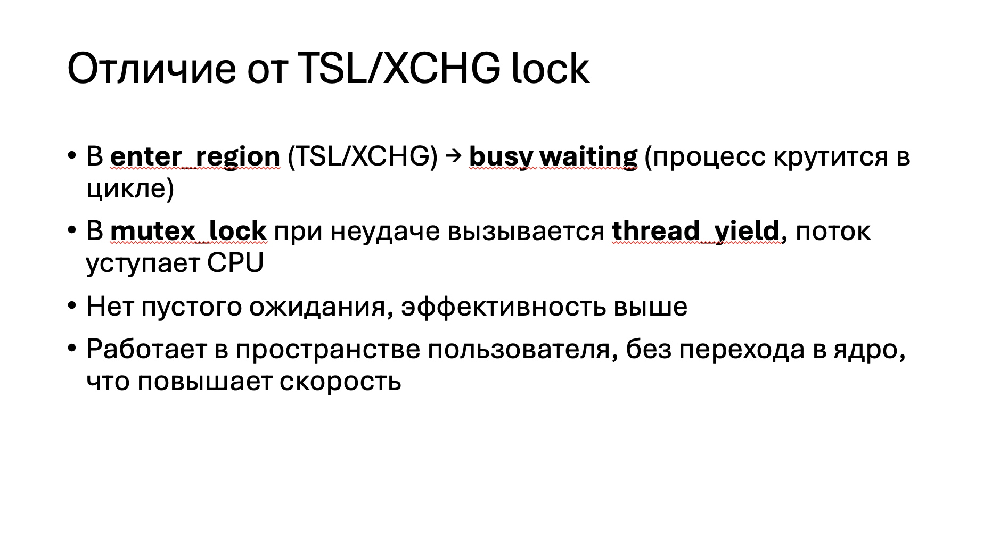 Отличие от TSL/XCHG lock
• В enter_region (TSL/XCHG) → busy waiting (процесс крутится в
цикле)
• В mutex_lock при неудаче вызывается thread_yield, поток
уступает CPU
• Нет пустого ожидания, эффективность выше
• Работает в пространстве пользователя, без перехода в ядро,
что повышает скорость